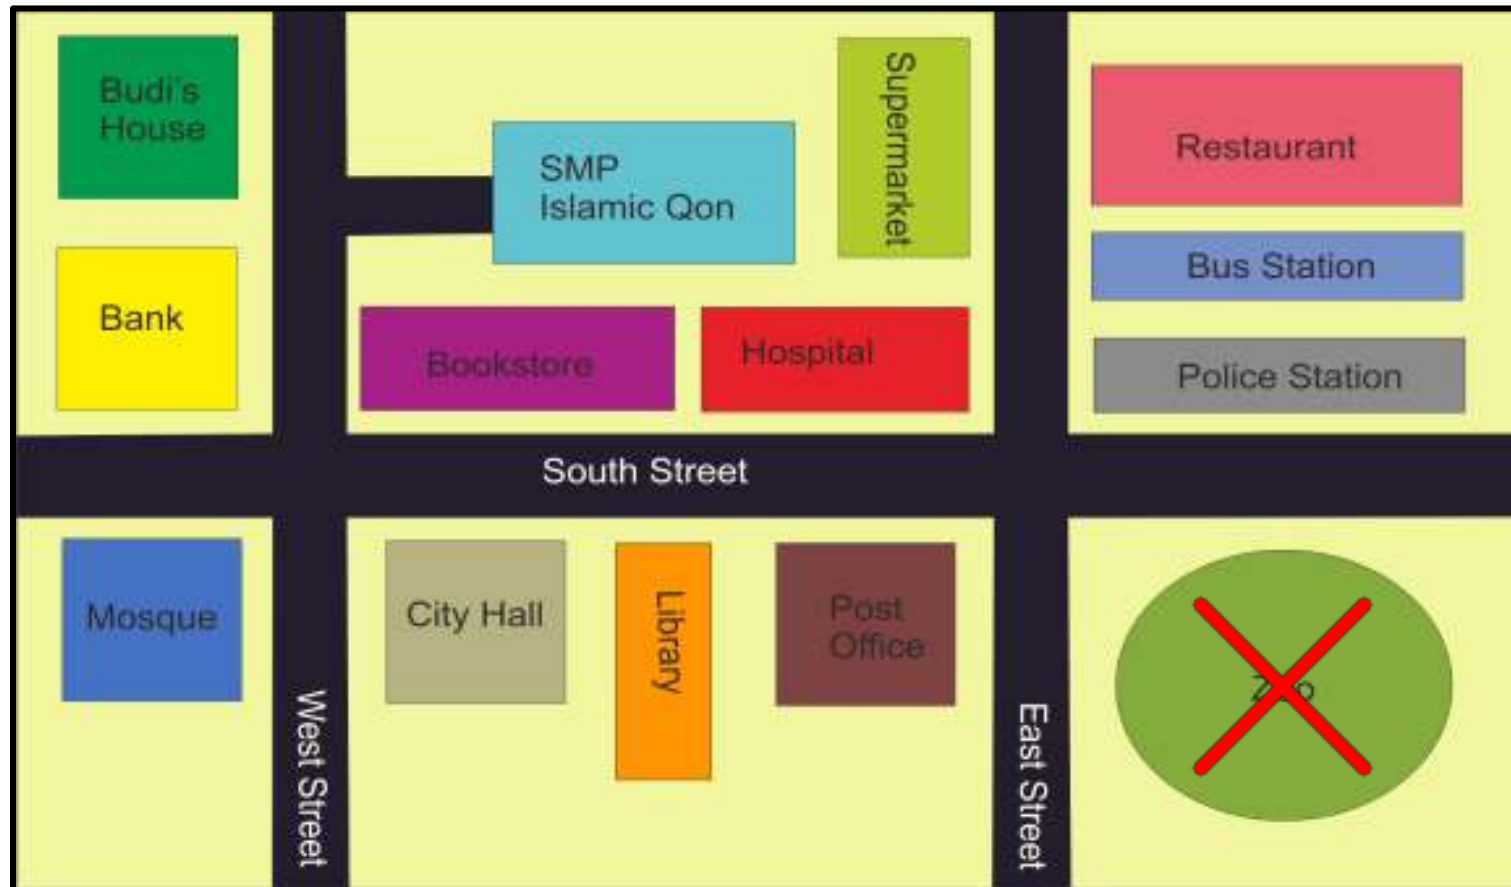 Budi's
House
SMP
Islamic Qon
Supermarket
Restaurant
Bank
Bus Station
Bookstore
Hospital
Police Station
South Street
Mosque
City Hall
Library
Post
Office
West Street
East Street